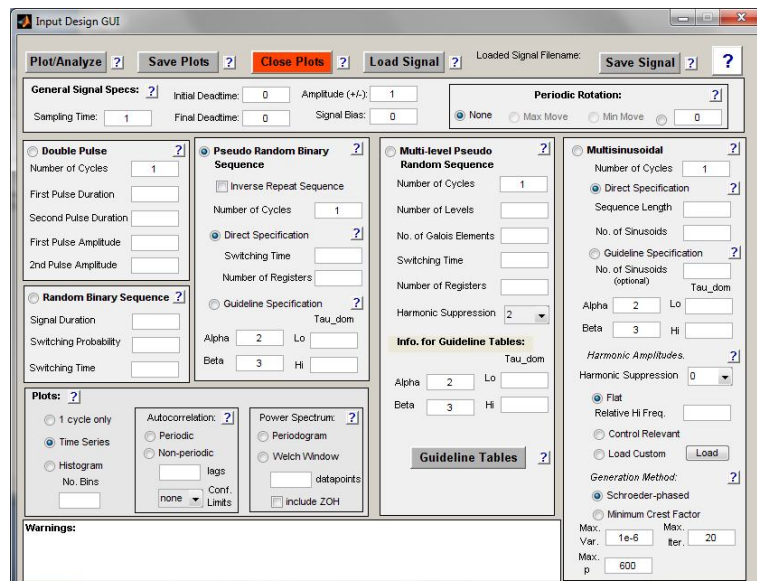 Input Design GUI
Plot/Analyze ? Save Plots ? Close Plots ? Load Signal ? Loaded Signal Filename: Save Signal ? ?
General Signal Specs: ? Initial Deadtime: 0 Amplitude (+/-): 1
Sampling Time: 1 Final Deadtime: 0 Signal Bias: 0
Periodic Rotation: ?
None Max Move Min Move 0
Double Pulse ?
Number of Cycles 1
First Pulse Duration
Second Pulse Duration
First Pulse Amplitude
2nd Pulse Amplitude
Random Binary Sequence ?
Signal Duration
Switching Probability
Switching Time
Pseudo Random Binary ?
Sequence
Inverse Repeat Sequence
Number of Cycles 1
Direct Specification ?
Switching Time
Number of Registers
Guideline Specification ?
Tau_dom
Alpha 2 Lo
Beta 3 Hi
Multi-level Pseudo ?
Random Sequence
Number of Cycles 1
Number of Levels
No. of Galois Elements
Switching Time
Number of Registers
Harmonic Suppression 2
Info. for Guideline Tables:
Tau_dom
Alpha 2 Lo
Beta 3 Hi
Guideline Tables ?
Multisinusoidal ?
Number of Cycles 1
Direct Specification ?
Sequence Length
No. of Sinusoids
Guideline Specification ?
No. of Sinusoids
(optional) Tau_dom
Alpha 2 Lo
Beta 3 Hi
Harmonic Amplitudes. ?
Harmonic Suppression 0
Flat
Relative Hi Freq.
Control Relevant
Load Custom Load
Generation Method: ?
Schroeder-phased
Minimum Crest Factor
Max. Var. 1e-6 Max. Iter. 20
Max. p 600
Plots: ?
1 cycle only
Time Series
Histogram
No. Bins
Autocorrelation: ?
Periodic
Non-periodic
lags
none Conf. Limits
Power Spectrum: ?
Periodogram
Welch Window
datapoints
include ZOH
Warnings: